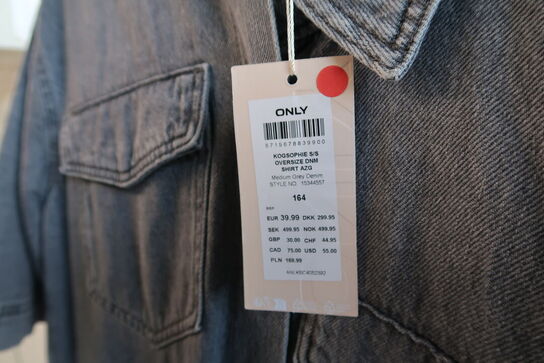 ONLY
5715678839900
KOGSOPHIE S/S
OVERSIZE DNM
SHIRT AZG
Medium Grey Denim
STYLE NO. 15344557
164
RRP
EUR 39.99 DKK 299.95
SEK 499.95 NOK 499.95
GBP 30.00 CHF 44.95
CAD 75.00 USD 55.00
PLN 169.99